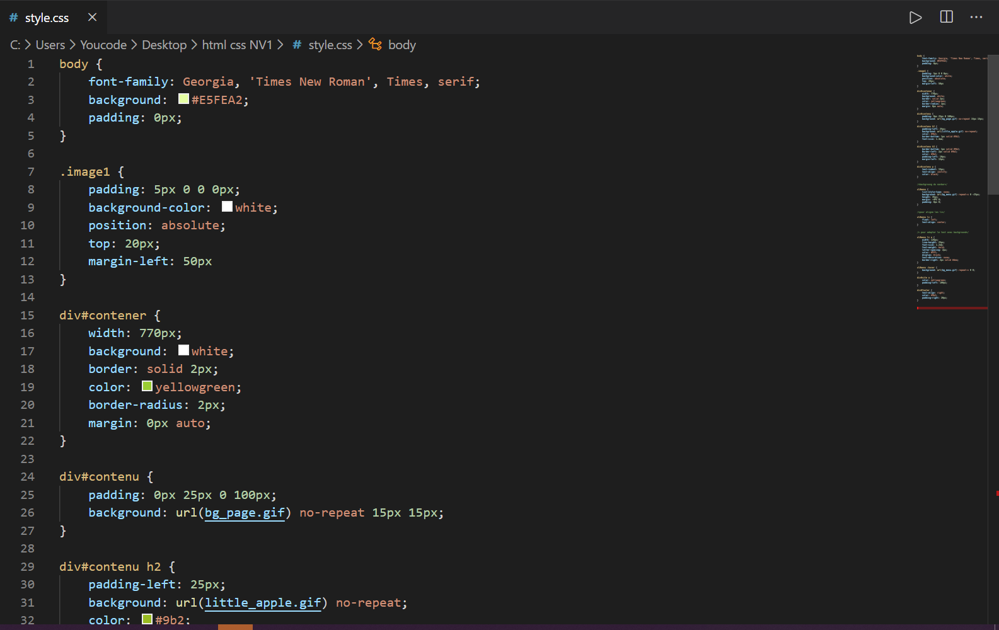 # style.css ×
C: > Users > Youcode > Desktop > html css NV1 > # style.css > body
1 body {
2     font-family: Georgia, 'Times New Roman', Times, serif;
3     background: #E5FEA2;
4     padding: 0px;
5 }
6
7 .image1 {
8     padding: 5px 0 0 0px;
9     background-color: white;
10     position: absolute;
11     top: 20px;
12     margin-left: 50px
13 }
14
15 div#contener {
16     width: 770px;
17     background: white;
18     border: solid 2px;
19     color: yellowgreen;
20     border-radius: 2px;
21     margin: 0px auto;
22 }
23
24 div#contenu {
25     padding: 0px 25px 0 100px;
26     background: url(bg_page.gif) no-repeat 15px 15px;
27 }
28
29 div#contenu h2 {
30     padding-left: 25px;
31     background: url(little_apple.gif) no-repeat;
32     color: #9b2;